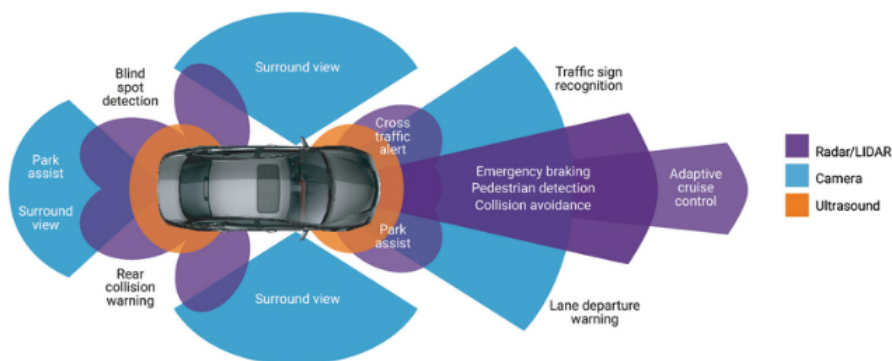 Surround view
Traffic sign
recognition
Blind
spot
detection
Cross
traffic
alert
Radar/LIDAR
Camera
Ultrasound
Park
assist
Surround
view
Emergency braking
Pedestrian detection
Collision avoidance
Adaptive
cruise
control
Park
assist
Rear
collision
warning
Surround view
Lane departure
warning